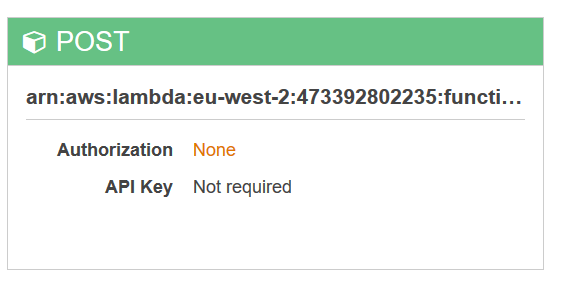 POST
arn:aws:lambda:eu-west-2:473392802235:functi...
Authorization None
API Key Not required